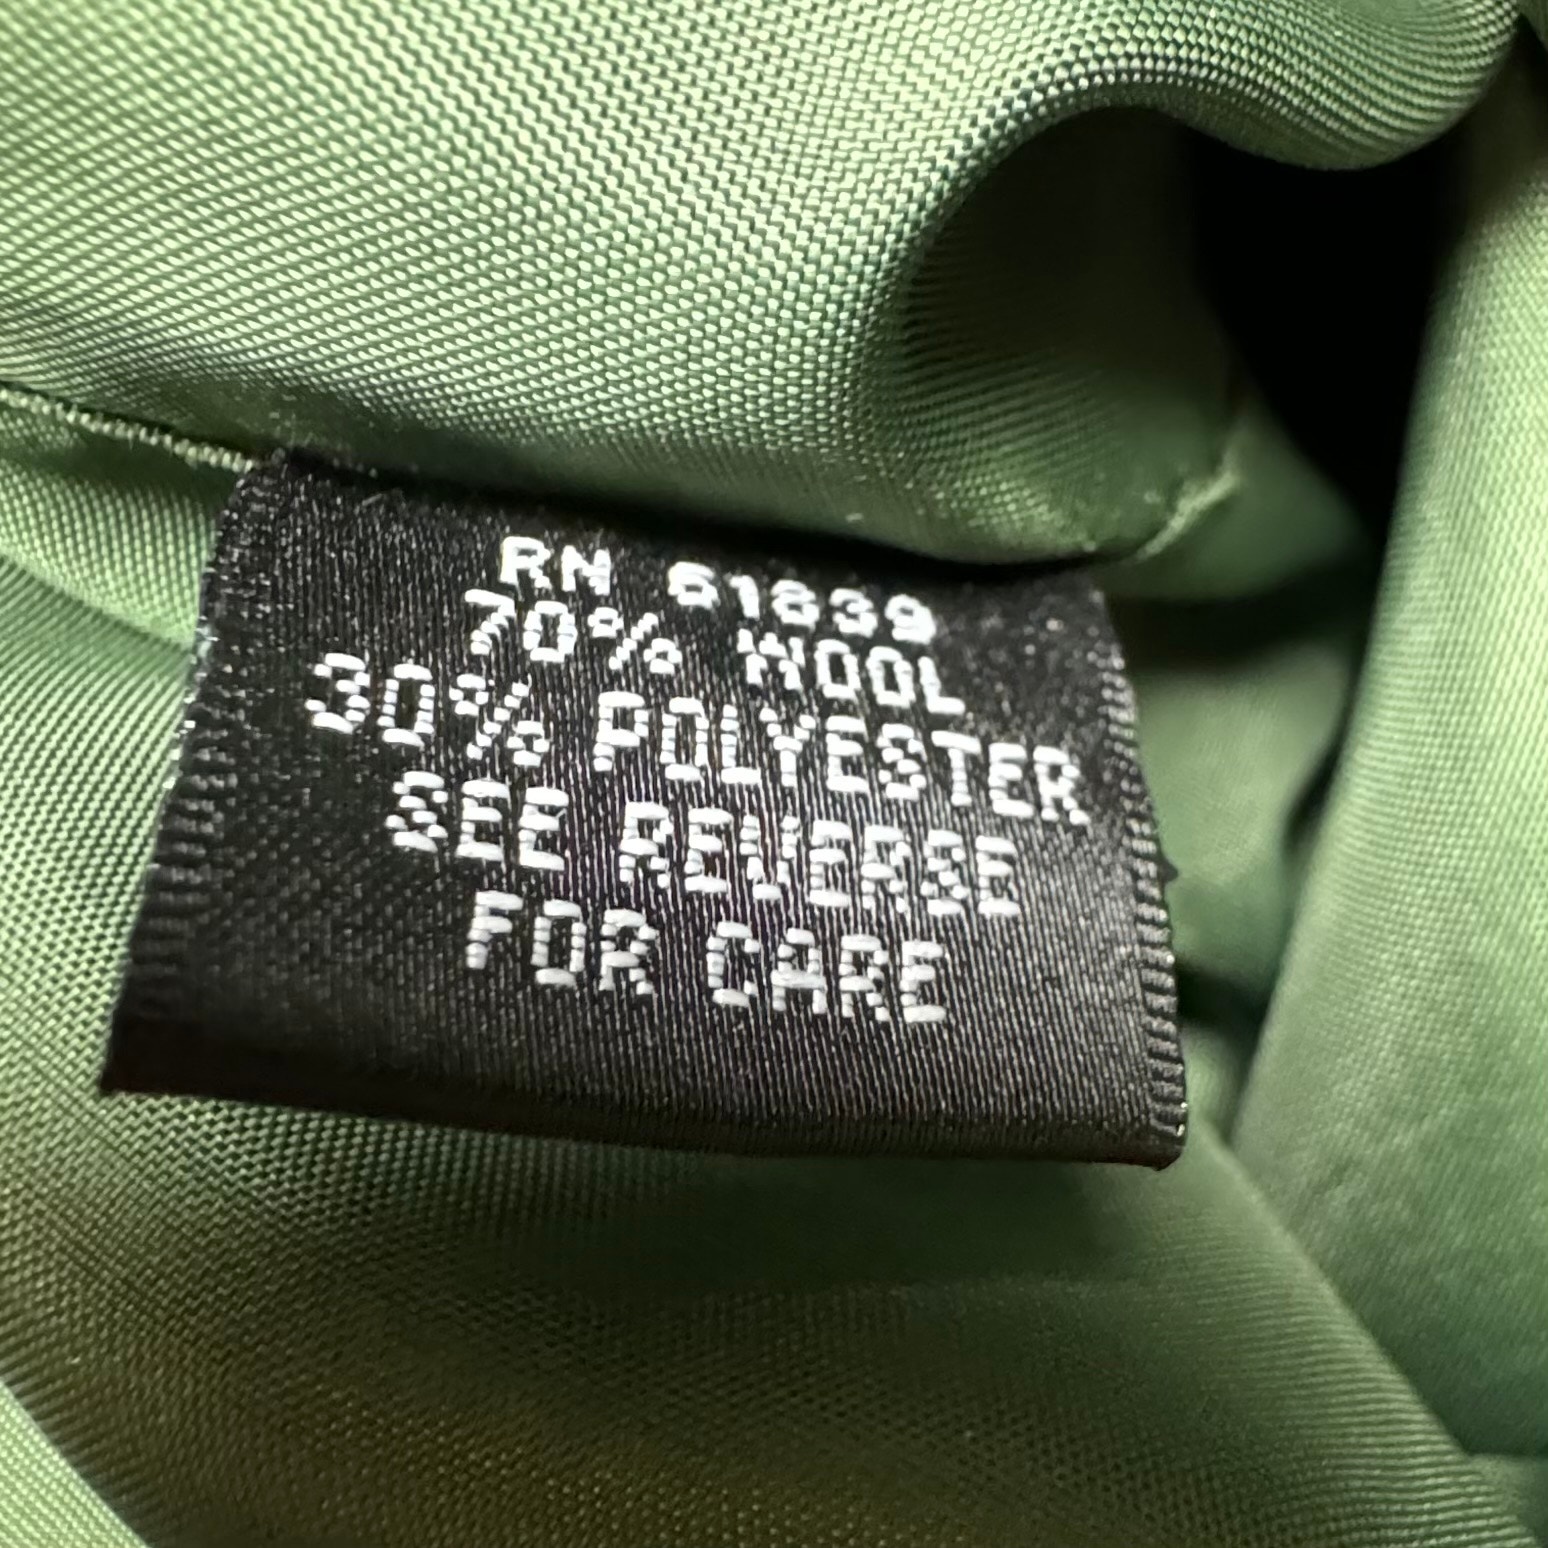 RN 61839
70% WOOL
30% POLYESTER
SEE REVERSE
FOR CARE